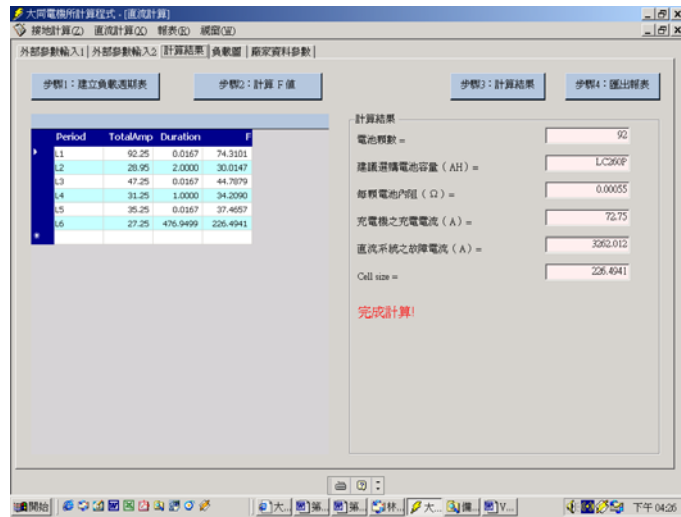 大同電機所計算程式 - [直流計算]
接地計算(Z) 直流計算(X) 報表(R) 視窗(W)
外部參數輸入1 外部參數輸入2 計算結果 負載圖 廠家資料參數
步驟1：建立負載週期表 步驟2：計算 F 值 步驟3：計算結果 步驟4：匯出報表
Period TotalAmp Duration F
L1 92.25 0.0167 74.3101
L2 28.95 2.0000 30.0147
L3 47.25 0.0167 44.7879
L4 31.25 1.0000 34.2090
L5 35.25 0.0167 37.4657
L6 27.25 476.9499 226.4941
計算結果
電池顆數 = 92
建議選購電池容量（AH）= LC260P
每顆電池內阻（Ω）= 0.00055
充電機之充電電流（A）= 72.75
直流系統之故障電流（A）= 3262.012
Cell size = 226.4941
完成計算!
開始 大... 第... 第... 林... 大... V... 下午 04:26